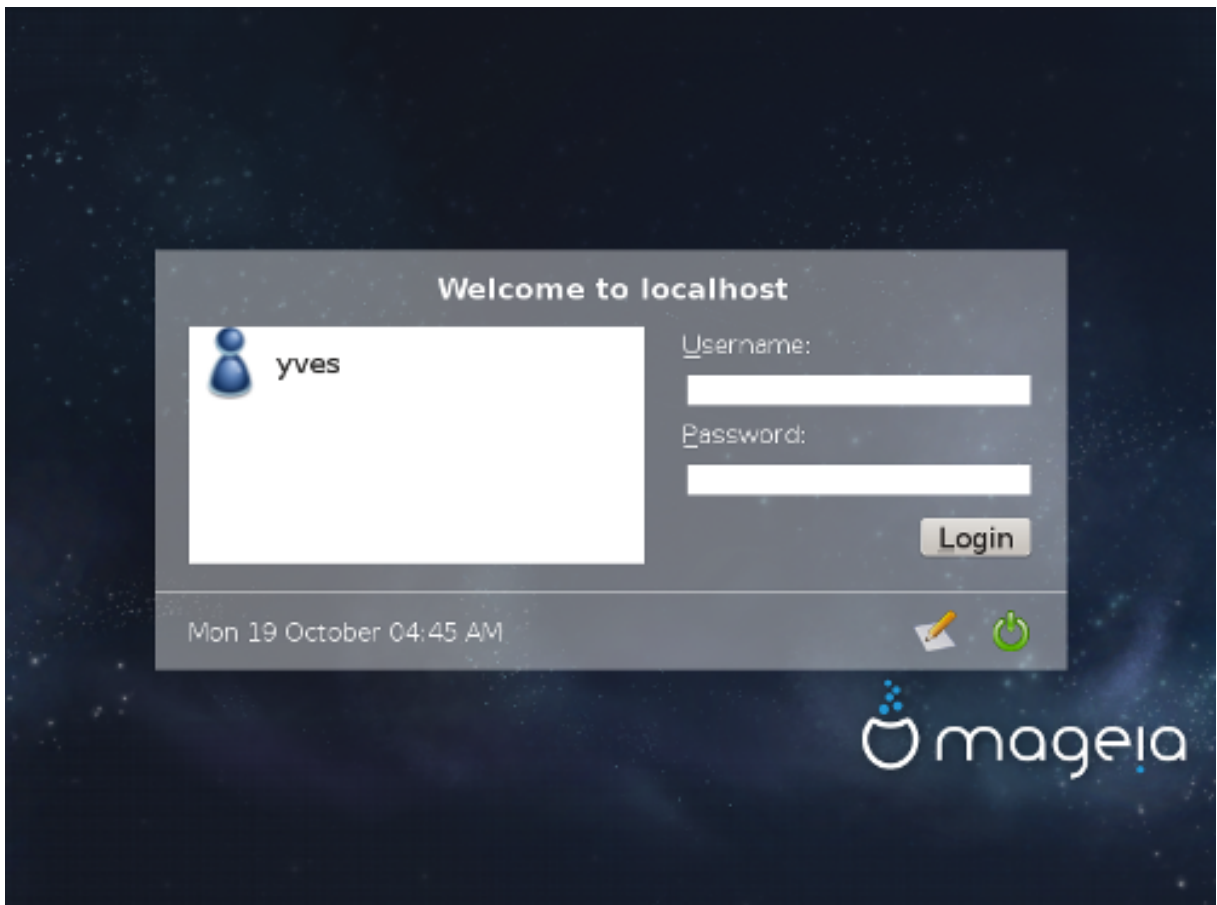 Welcome to localhost
yves
Username:
Password:
Login
Mon 19 October 04:45 AM
mageia